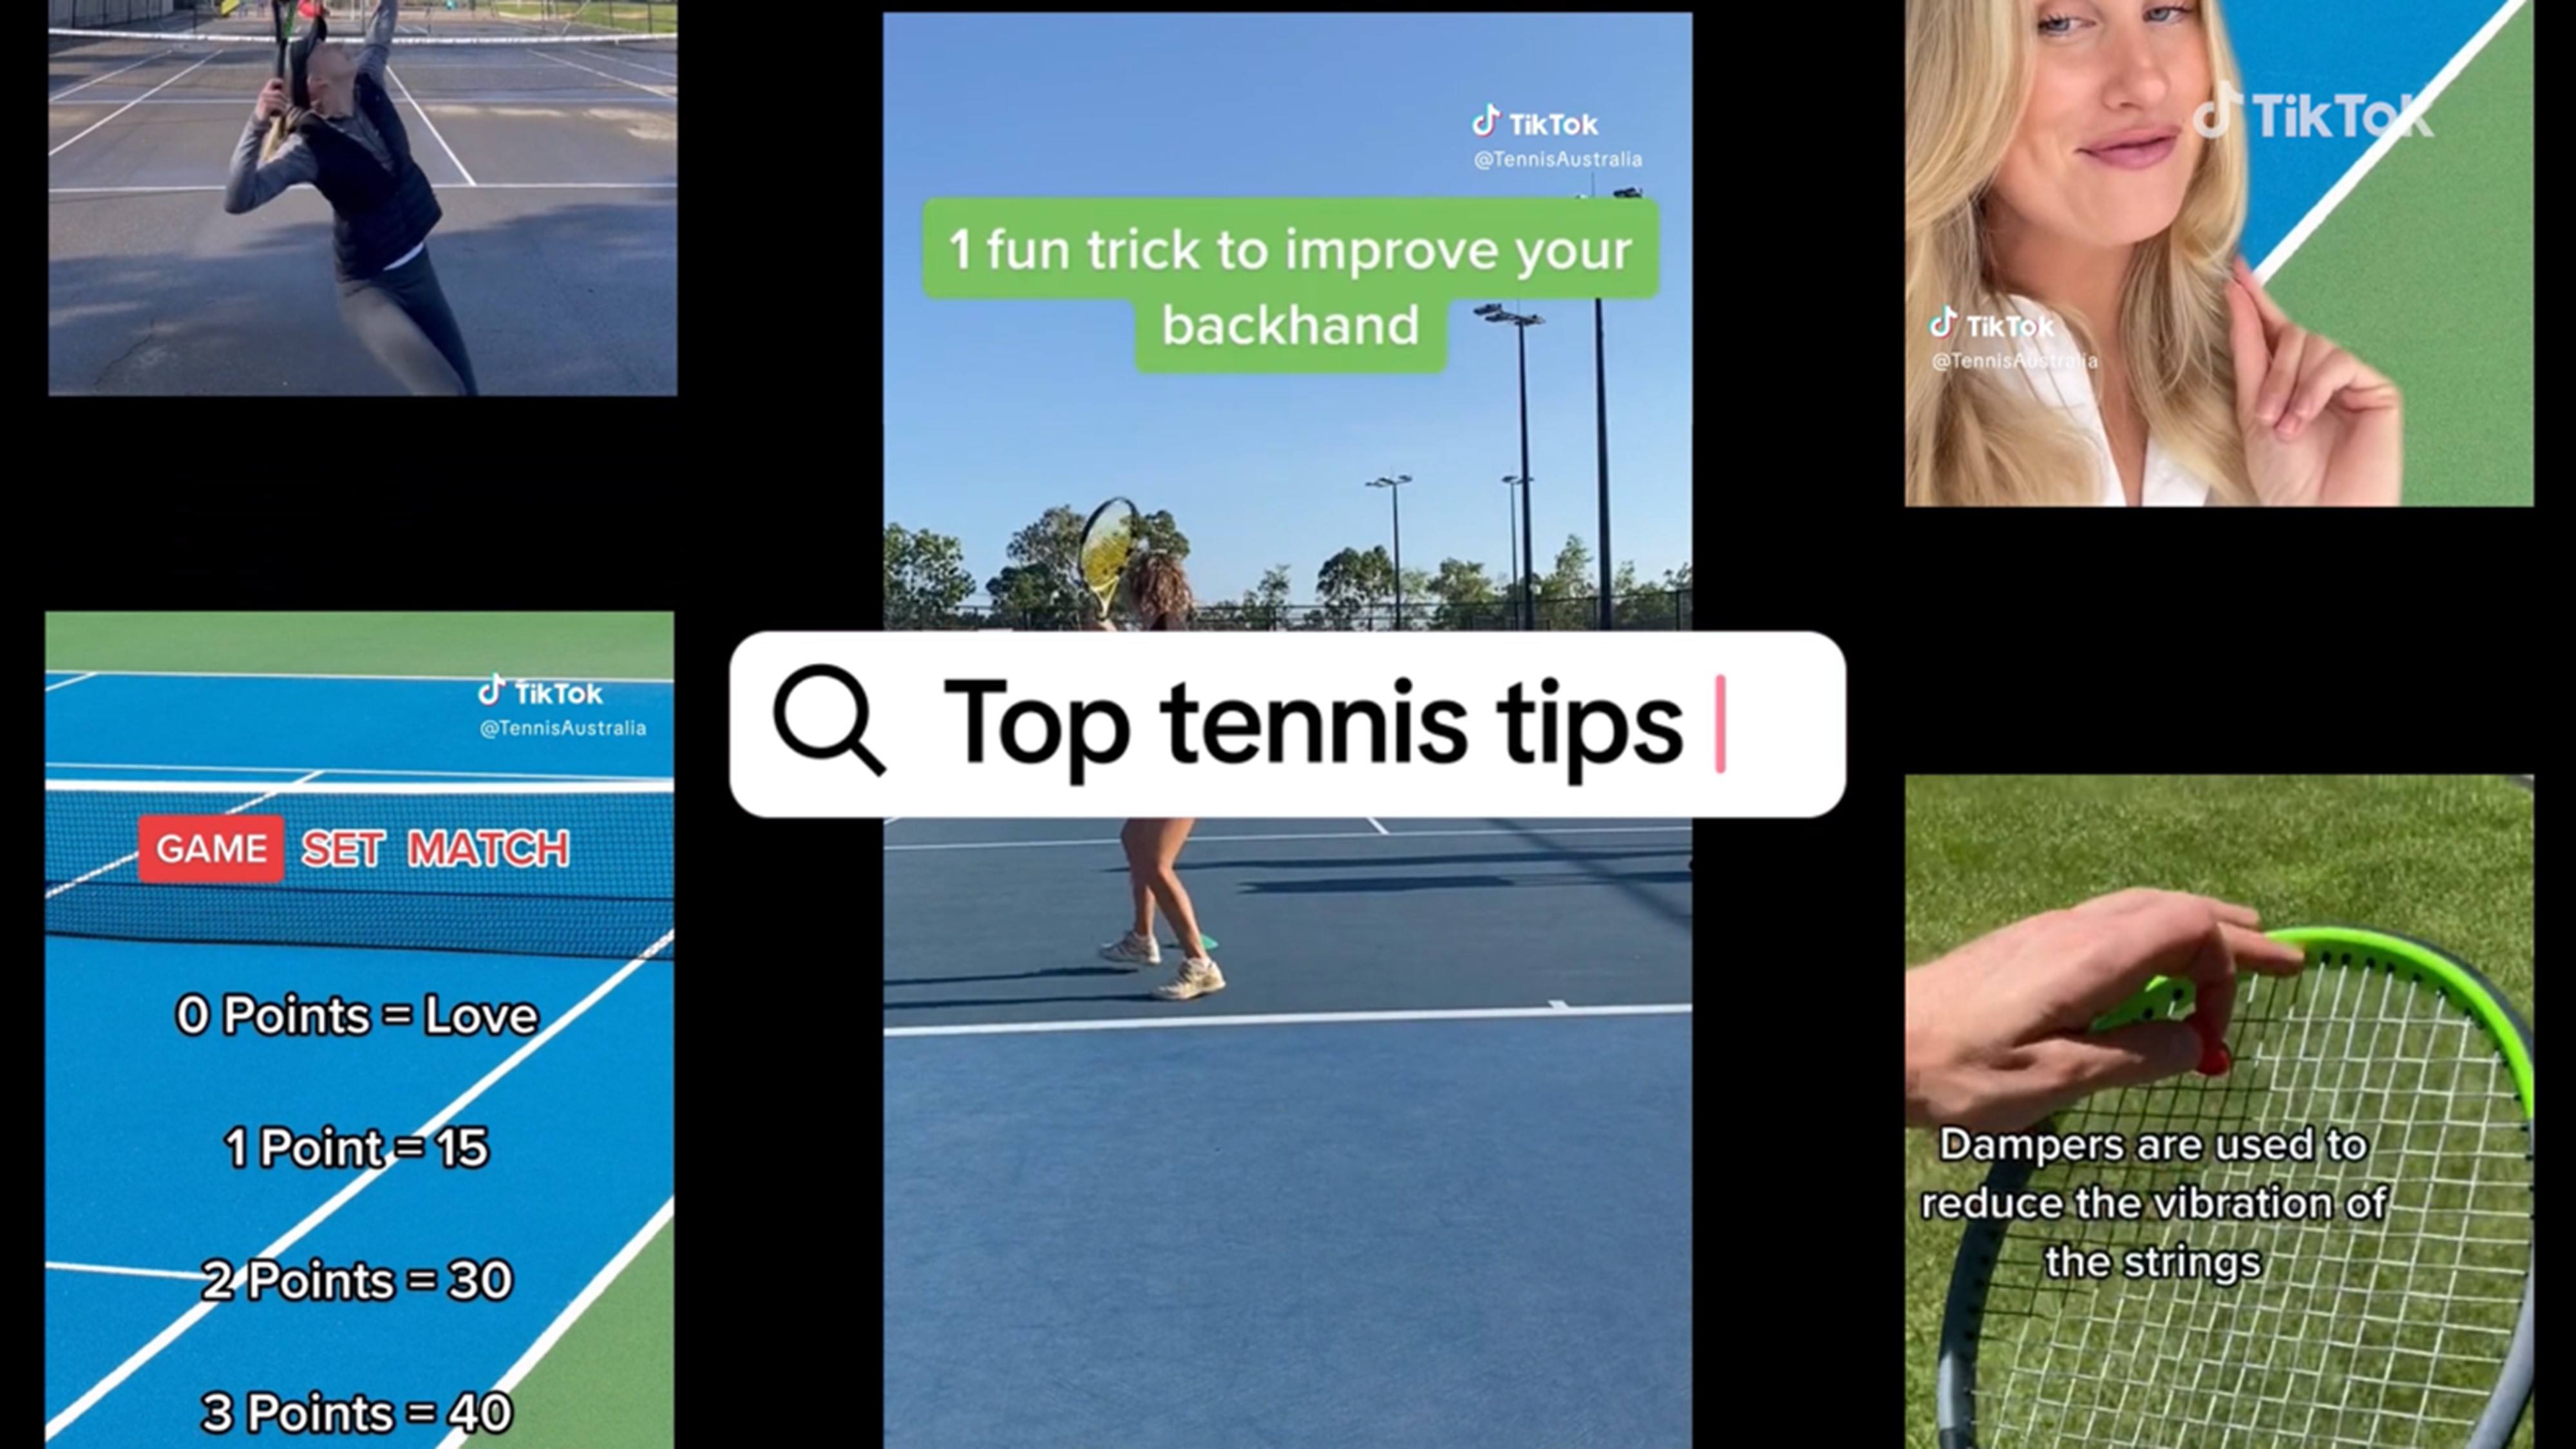 TikTok
@TennisAustralia
1 fun trick to improve your
backhand
TikTok
TikTok
@TennisAustralia
Top tennis tips
TikTok
@TennisAustralia
GAME SET MATCH
0 Points = Love
1 Point = 15
2 Points = 30
3 Points = 40
Dampers are used to
reduce the vibration of
the strings